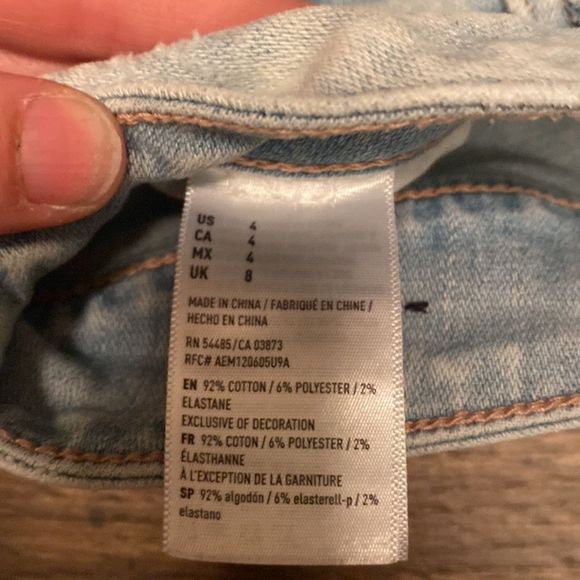 US 4
CA 4
MX 4
UK 8
MADE IN CHINA / FABRIQUÉ EN CHINE /
HECHO EN CHINA
RN 54485/CA 03873
RFC# AEM120605U9A
EN 92% COTTON / 6% POLYESTER / 2%
ELASTANE
EXCLUSIVE OF DECORATION
FR 92% COTON / 6% POLYESTER / 2%
ÉLASTHANNE
À L'EXCEPTION DE LA GARNITURE
SP 92% algodón / 6% elasterell-p / 2%
elastano